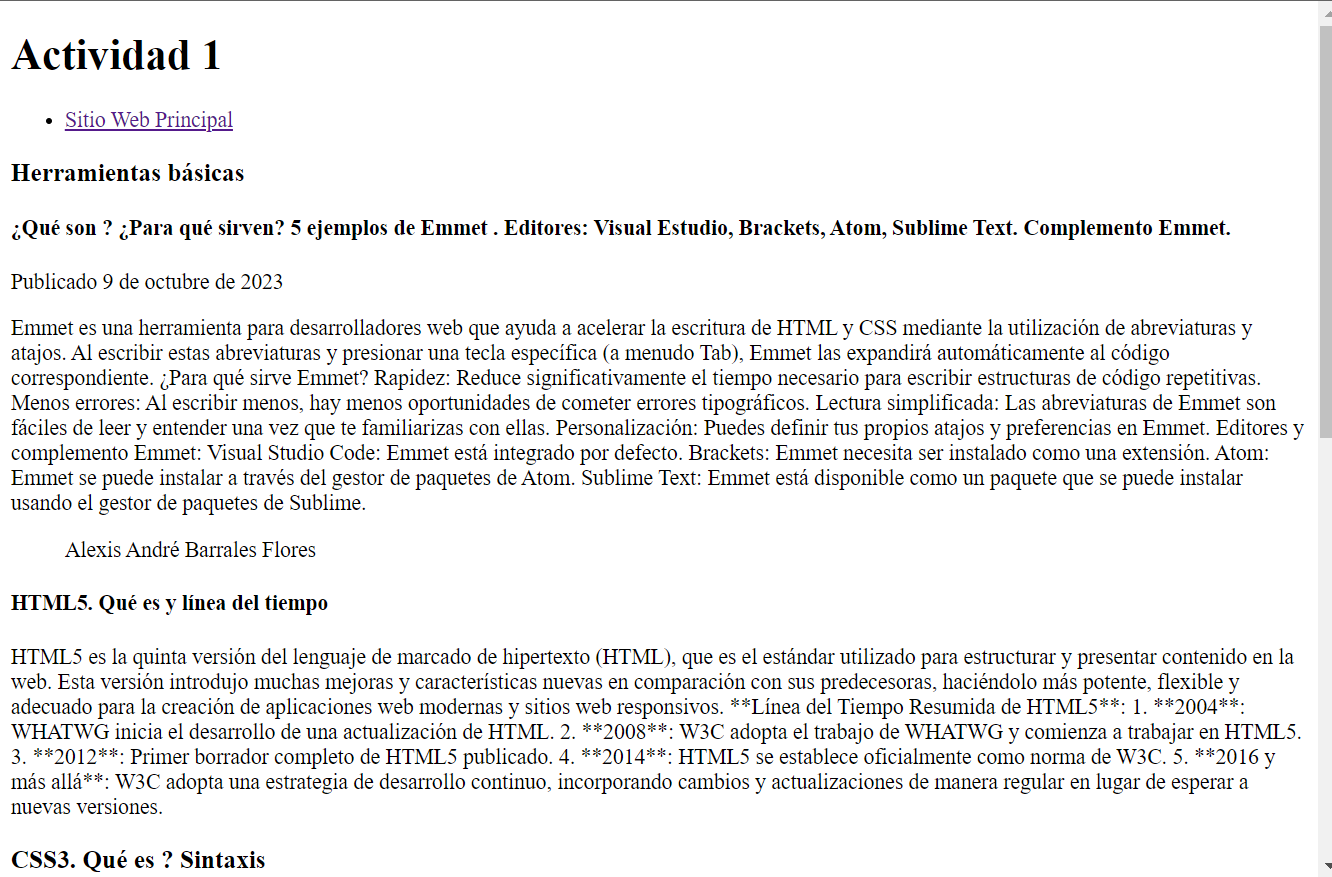 Actividad 1
Sitio Web Principal
Herramientas básicas
¿Qué son ? ¿Para qué sirven? 5 ejemplos de Emmet . Editores: Visual Estudio, Brackets, Atom, Sublime Text. Complemento Emmet.
Publicado 9 de octubre de 2023
Emmet es una herramienta para desarrolladores web que ayuda a acelerar la escritura de HTML y CSS mediante la utilización de abreviaturas y
atajos. Al escribir estas abreviaturas y presionar una tecla específica (a menudo Tab), Emmet las expandirá automáticamente al código
correspondiente. ¿Para qué sirve Emmet? Rapidez: Reduce significativamente el tiempo necesario para escribir estructuras de código repetitivas.
Menos errores: Al escribir menos, hay menos oportunidades de cometer errores tipográficos. Lectura simplificada: Las abreviaturas de Emmet son
fáciles de leer y entender una vez que te familiarizas con ellas. Personalización: Puedes definir tus propios atajos y preferencias en Emmet. Editores y
complemento Emmet: Visual Studio Code: Emmet está integrado por defecto. Brackets: Emmet necesita ser instalado como una extensión. Atom:
Emmet se puede instalar a través del gestor de paquetes de Atom. Sublime Text: Emmet está disponible como un paquete que se puede instalar
usando el gestor de paquetes de Sublime.
Alexis André Barrales Flores
HTML5. Qué es y línea del tiempo
HTML5 es la quinta versión del lenguaje de marcado de hipertexto (HTML), que es el estándar utilizado para estructurar y presentar contenido en la
web. Esta versión introdujo muchas mejoras y características nuevas en comparación con sus predecesoras, haciéndolo más potente, flexible y
adecuado para la creación de aplicaciones web modernas y sitios web responsivos. **Línea del Tiempo Resumida de HTML5**: 1. **2004**:
WHATWG inicia el desarrollo de una actualización de HTML. 2. **2008**: W3C adopta el trabajo de WHATWG y comienza a trabajar en HTML5.
3. **2012**: Primer borrador completo de HTML5 publicado. 4. **2014**: HTML5 se establece oficialmente como norma de W3C. 5. **2016 y
más allá**: W3C adopta una estrategia de desarrollo continuo, incorporando cambios y actualizaciones de manera regular en lugar de esperar a
nuevas versiones.
CSS3. Qué es ? Sintaxis